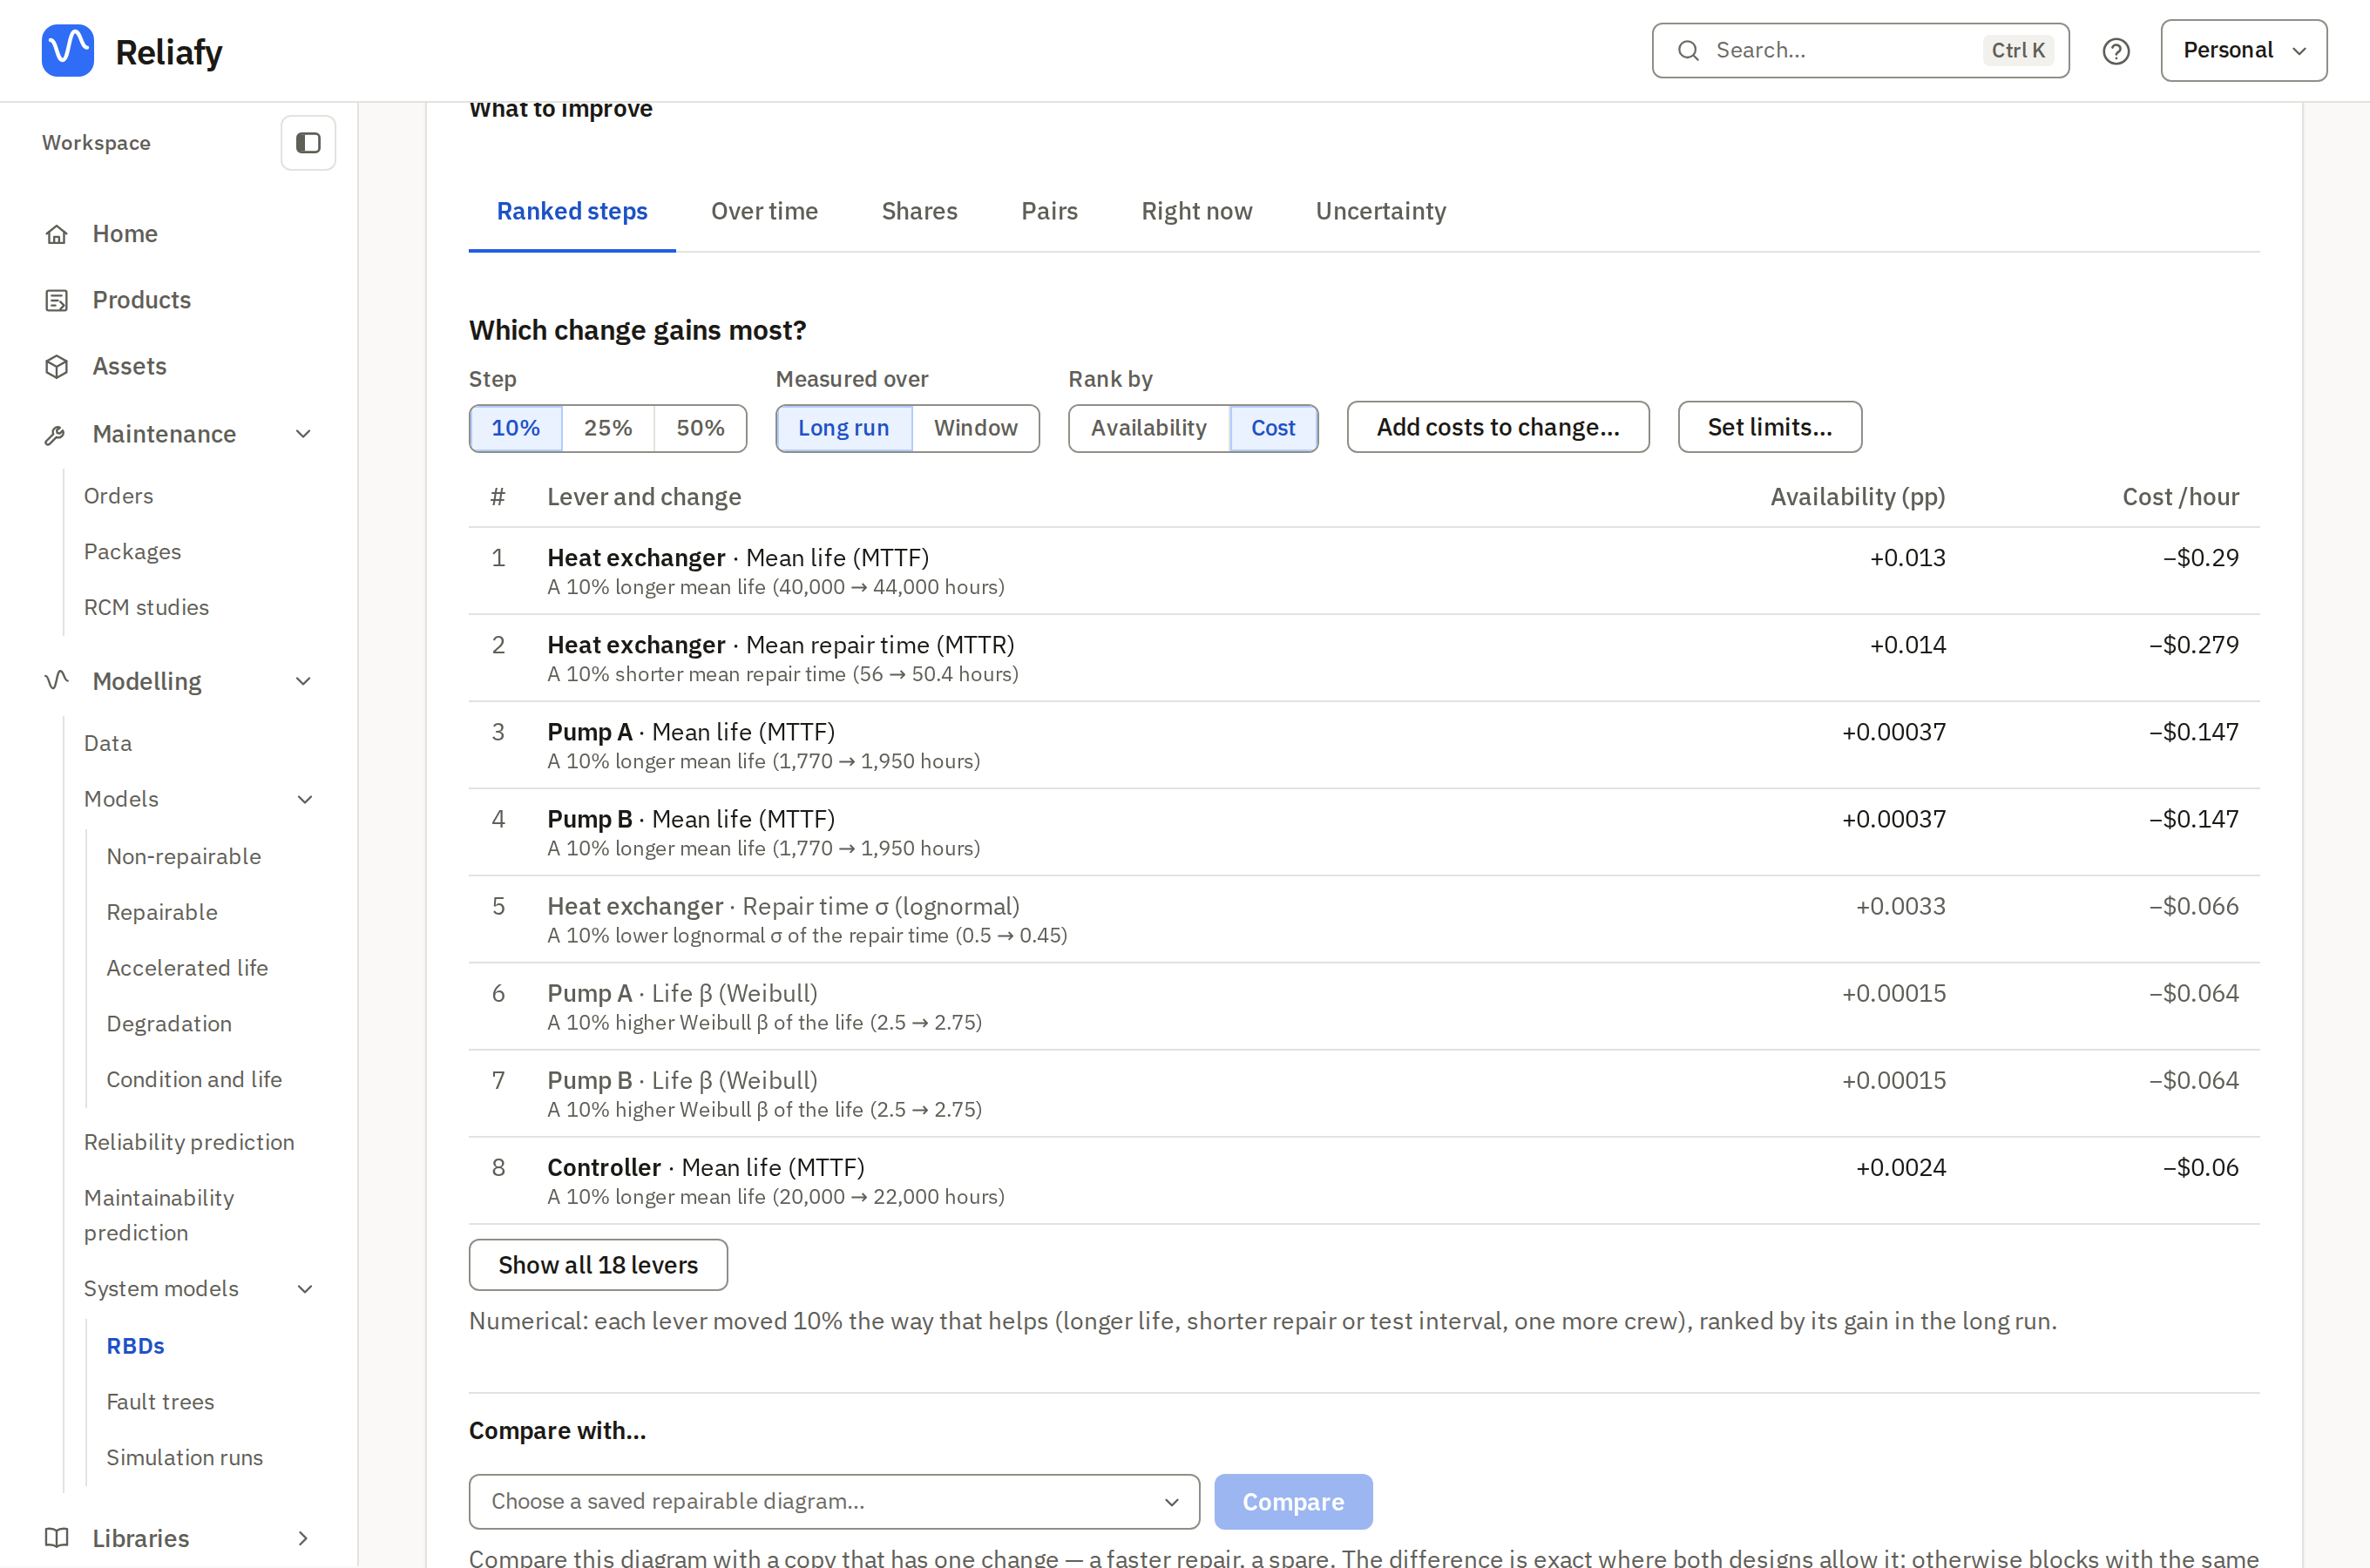 Reliafy
Search...
Ctrl K
Personal
Workspace
Home
Products
Assets
Maintenance
Orders
Packages
RCM studies
Modelling
Data
Models
Non-repairable
Repairable
Accelerated life
Degradation
Condition and life
Reliability prediction
Maintainability
prediction
System models
RBDs
Fault trees
Simulation runs
Libraries
What to improve
Ranked steps Over time Shares Pairs Right now Uncertainty
Which change gains most?
Step Measured over Rank by
10% 25% 50% Long run Window Availability Cost Add costs to change... Set limits...
# Lever and change Availability (pp) Cost /hour
1 Heat exchanger · Mean life (MTTF) +0.013 −$0.29
A 10% longer mean life (40,000 → 44,000 hours)
2 Heat exchanger · Mean repair time (MTTR) +0.014 −$0.279
A 10% shorter mean repair time (56 → 50.4 hours)
3 Pump A · Mean life (MTTF) +0.00037 −$0.147
A 10% longer mean life (1,770 → 1,950 hours)
4 Pump B · Mean life (MTTF) +0.00037 −$0.147
A 10% longer mean life (1,770 → 1,950 hours)
5 Heat exchanger · Repair time σ (lognormal) +0.0033 −$0.066
A 10% lower lognormal σ of the repair time (0.5 → 0.45)
6 Pump A · Life β (Weibull) +0.00015 −$0.064
A 10% higher Weibull β of the life (2.5 → 2.75)
7 Pump B · Life β (Weibull) +0.00015 −$0.064
A 10% higher Weibull β of the life (2.5 → 2.75)
8 Controller · Mean life (MTTF) +0.0024 −$0.06
A 10% longer mean life (20,000 → 22,000 hours)
Show all 18 levers
Numerical: each lever moved 10% the way that helps (longer life, shorter repair or test interval, one more crew), ranked by its gain in the long run.
Compare with...
Choose a saved repairable diagram...
Compare
Compare this diagram with a copy that has one change — a faster repair, a spare. The difference is exact where both designs allow it; otherwise blocks with the same